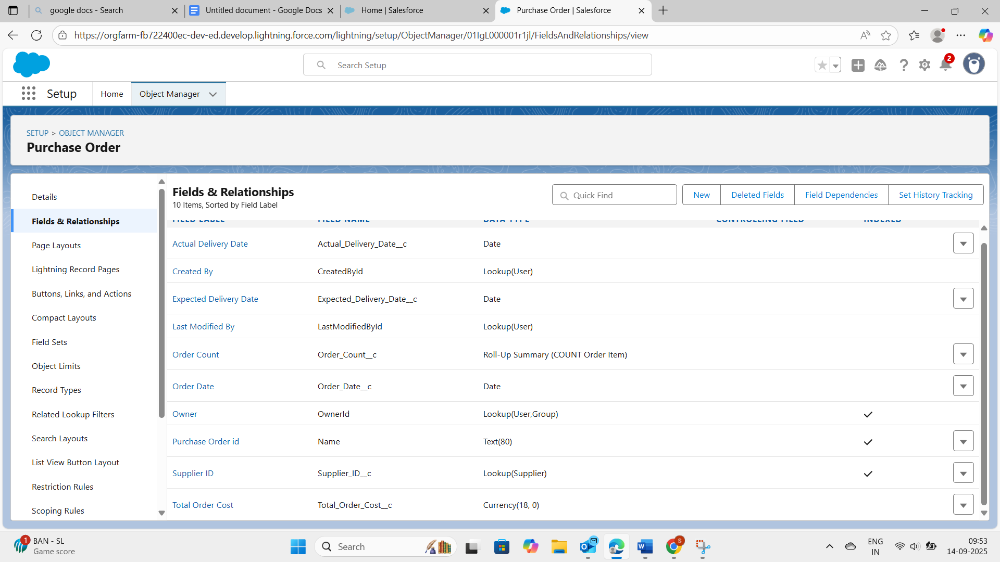 google docs - Search
Untitled document - Google Docs
Home | Salesforce
Purchase Order | Salesforce
https://orgfarm-fb722400ec-dev-ed.develop.lightning.force.com/lightning/setup/ObjectManager/01IgL000001r1jl/FieldsAndRelationships/view
Search Setup
2
Setup
Home
Object Manager
SETUP > OBJECT MANAGER
Purchase Order
Details
Fields & Relationships
Page Layouts
Lightning Record Pages
Buttons, Links, and Actions
Compact Layouts
Field Sets
Object Limits
Record Types
Related Lookup Filters
Search Layouts
List View Button Layout
Restriction Rules
Scoping Rules
Fields & Relationships
10 Items, Sorted by Field Label
Quick Find
New
Deleted Fields
Field Dependencies
Set History Tracking
FIELD LABEL FIELD NAME DATA TYPE CONTROLLING FIELD INDEXED
Actual Delivery Date Actual_Delivery_Date__c Date
Created By CreatedById Lookup(User)
Expected Delivery Date Expected_Delivery_Date__c Date
Last Modified By LastModifiedById Lookup(User)
Order Count Order_Count__c Roll-Up Summary (COUNT Order Item)
Order Date Order_Date__c Date
Owner OwnerId Lookup(User,Group)
Purchase Order id Name Text(80)
Supplier ID Supplier_ID__c Lookup(Supplier)
Total Order Cost Total_Order_Cost__c Currency(18, 0)
1
BAN - SL
Game score
Search
S
ENG
IN
09:53
14-09-2025